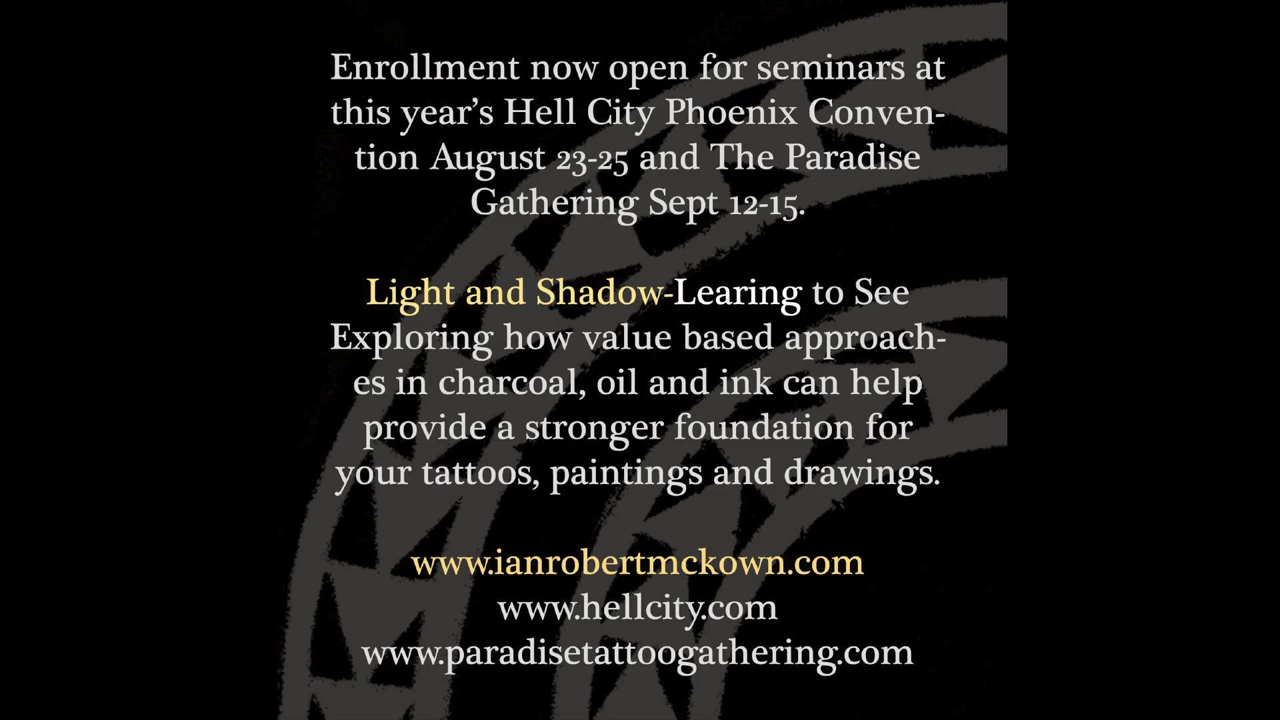 Enrollment now open for seminars at
this year’s Hell City Phoenix Conven-
tion August 23-25 and The Paradise
Gathering Sept 12-15.
Light and Shadow-Learing to See
Exploring how value based approach-
es in charcoal, oil and ink can help
provide a stronger foundation for
your tattoos, paintings and drawings.
www.ianrobertmckown.com
www.hellcity.com
www.paradisetattoogathering.com